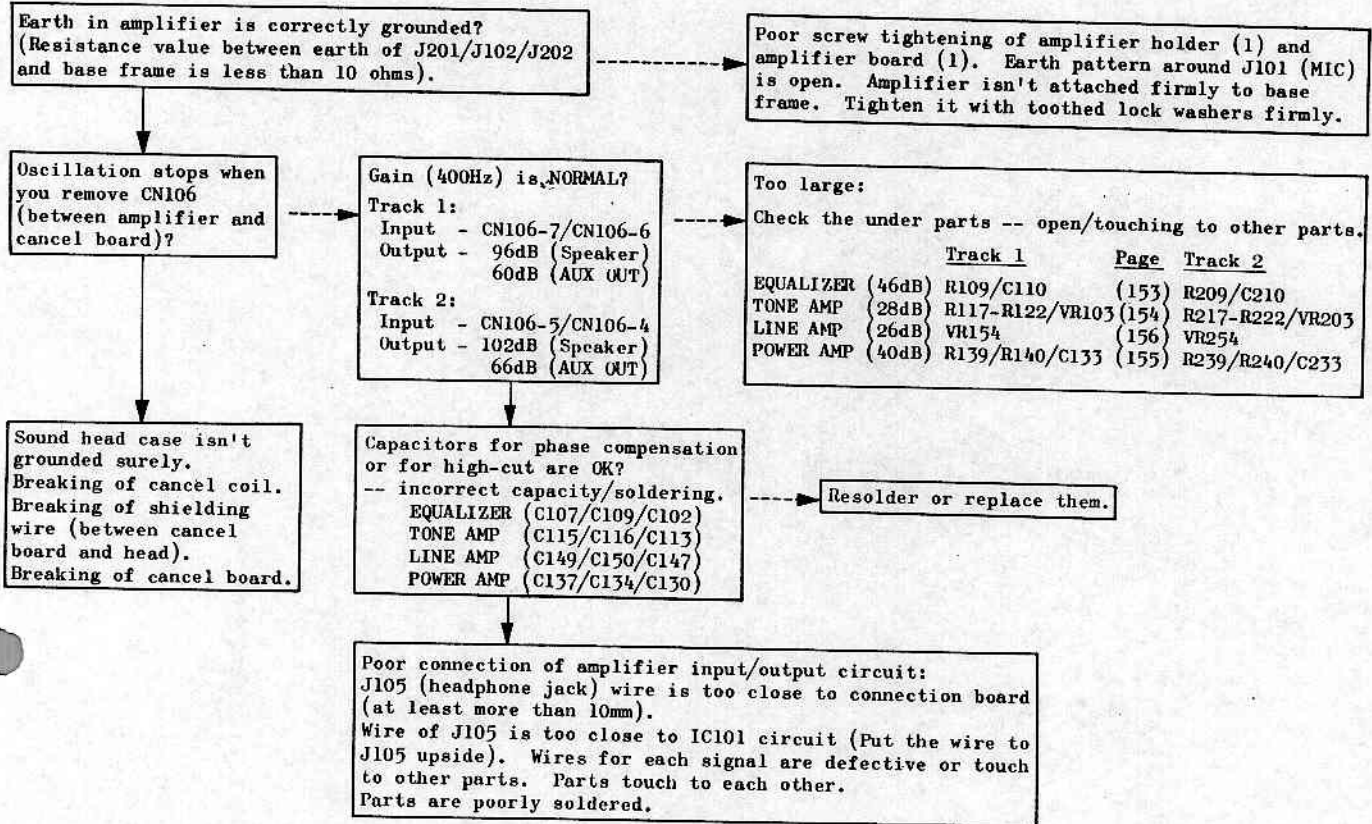 Earth in amplifier is correctly grounded?
(Resistance value between earth of J201/J102/J202
and base frame is less than 10 ohms).
Poor screw tightening of amplifier holder (1) and
amplifier board (1). Earth pattern around J101 (MIC)
is open. Amplifier isn't attached firmly to base
frame. Tighten it with toothed lock washers firmly.
Oscillation stops when
you remove CN106
(between amplifier and
cancel board)?
Gain (400Hz) is NORMAL?
Track 1:
Input - CN106-7/CN106-6
Output - 96dB (Speaker)
60dB (AUX OUT)
Track 2:
Input - CN106-5/CN106-4
Output - 102dB (Speaker)
66dB (AUX OUT)
Too large:
Check the under parts -- open/touching to other parts.
Track 1 Page Track 2
EQUALIZER (46dB) R109/C110 (153) R209/C210
TONE AMP (28dB) R117-R122/VR103 (154) R217-R222/VR203
LINE AMP (26dB) VR154 (156) VR254
POWER AMP (40dB) R139/R140/C133 (155) R239/R240/C233
Sound head case isn't
grounded surely.
Breaking of cancel coil.
Breaking of shielding
wire (between cancel
board and head).
Breaking of cancel board.
Capacitors for phase compensation
or for high-cut are OK?
-- incorrect capacity/soldering.
EQUALIZER (C107/C109/C102)
TONE AMP (C115/C116/C113)
LINE AMP (C149/C150/C147)
POWER AMP (C137/C134/C130)
Resolder or replace them.
Poor connection of amplifier input/output circuit:
J105 (headphone jack) wire is too close to connection board
(at least more than 10mm).
Wire of J105 is too close to IC101 circuit (Put the wire to
J105 upside). Wires for each signal are defective or touch
to other parts. Parts touch to each other.
Parts are poorly soldered.